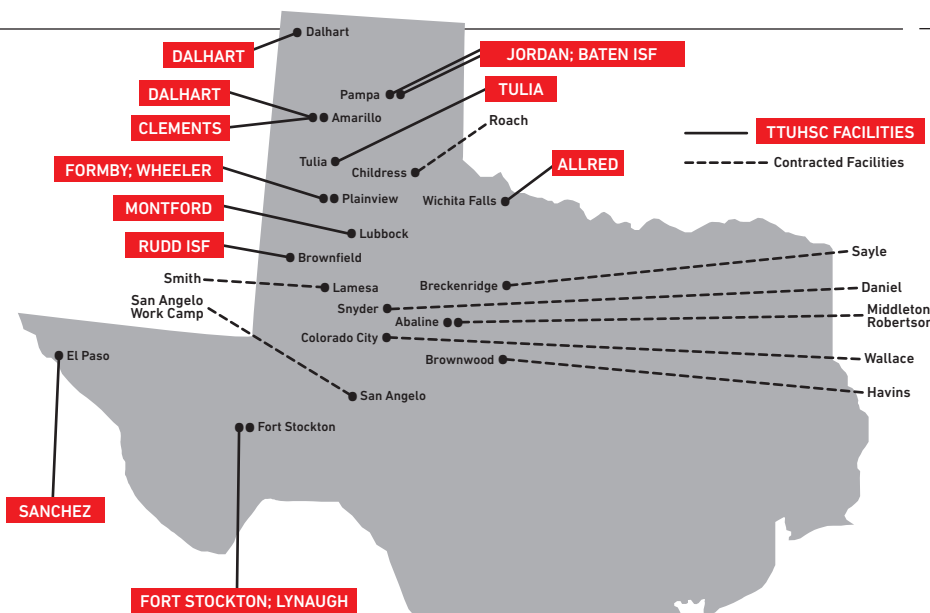 Dalhart
DALHART
JORDAN; BATEN ISF
DALHART
Pampa
TULIA
CLEMENTS
Amarillo
Roach
TTUHSC FACILITIES
Tulia
Contracted Facilities
FORMBY; WHEELER
Childress
ALLRED
Plainview
Wichita Falls
MONTFORD
Lubbock
RUDD ISF
Brownfield
Sayle
Smith
Lamesa
Breckenridge
Daniel
San Angelo
Work Camp
Snyder
Middleton
Robertson
Abaline
Colorado City
El Paso
Brownwood
Wallace
San Angelo
Havins
Fort Stockton
SANCHEZ
FORT STOCKTON; LYNAUGH